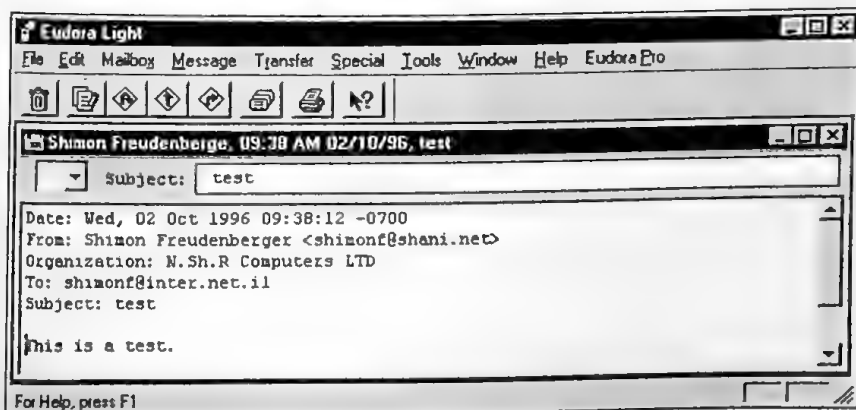 Eudora Light
File Edit Mailbox Message Transfer Special Tools Window Help Eudora Pro
Shimon Freudenberge, 09:38 AM 02/10/96, test
Subject: test
Date: Wed, 02 Oct 1996 09:38:12 -0700
From: Shimon Freudenberger <shimonf@shani.net>
Organization: N.Sh.R Computers LTD
To: shimonf@inter.net.il
Subject: test
This is a test.
For Help, press F1